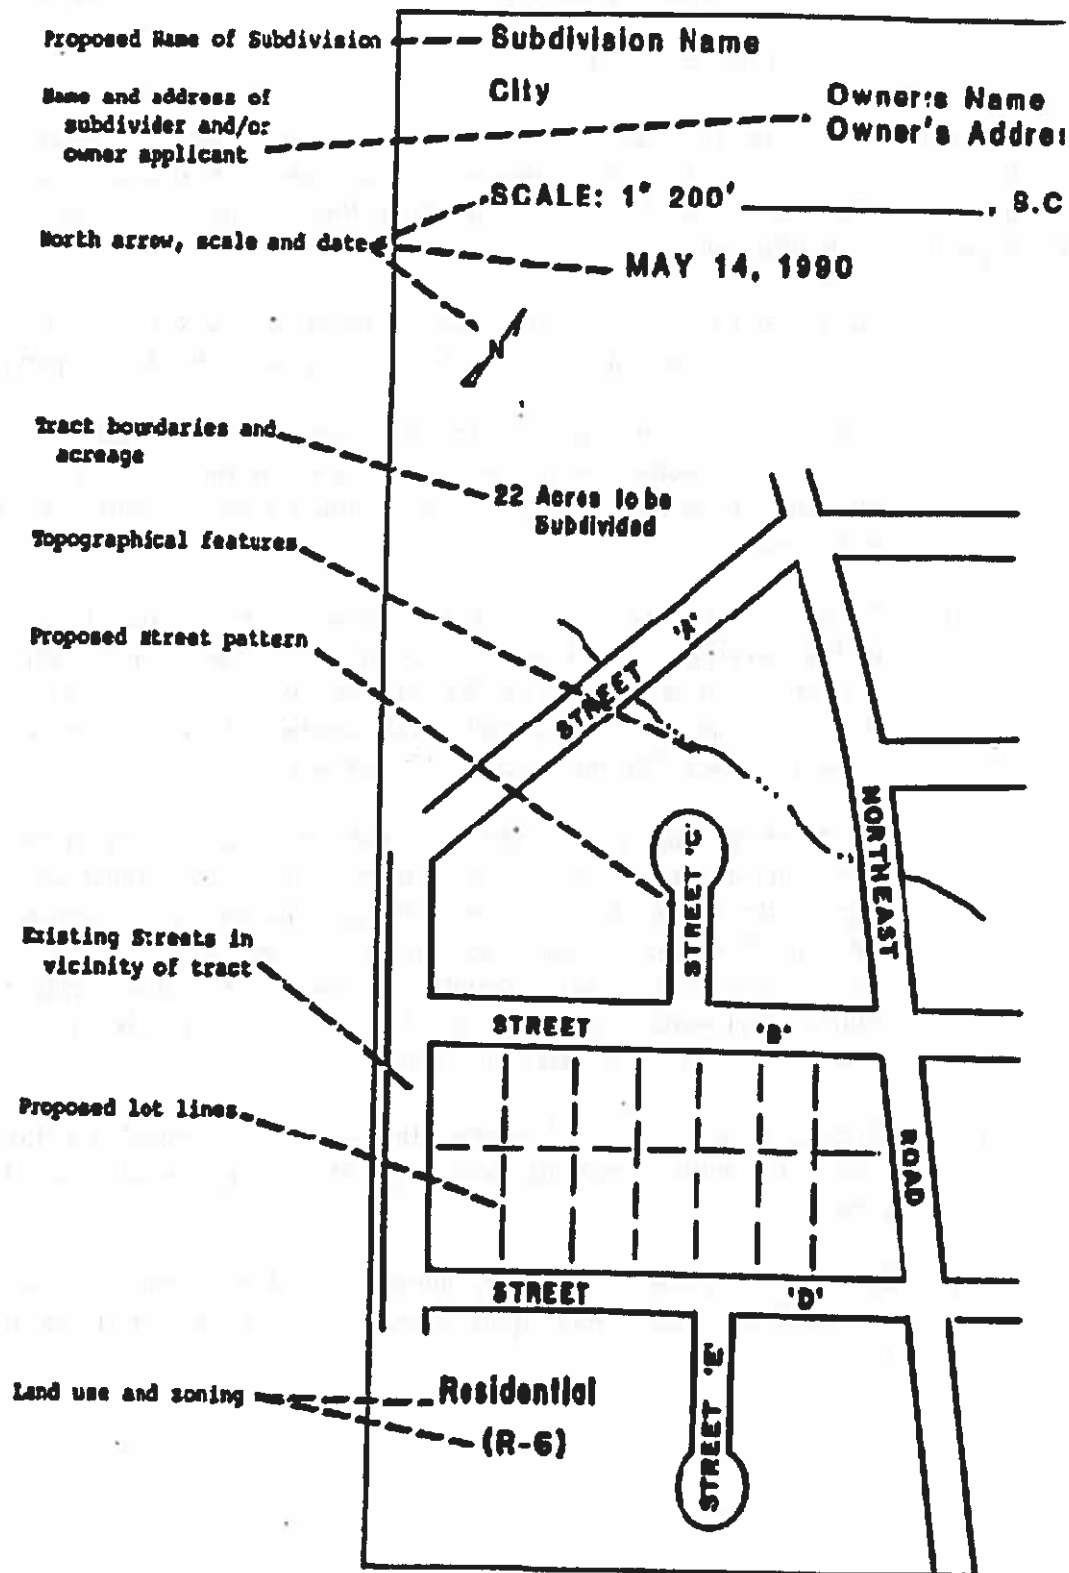 Proposed Name of Subdivision
Subdivision Name
City
Name and address of
subdivider and/or
owner applicant
Owner's Name
Owner's Addre
SCALE: 1" 200' , S.C
North arrow, scale and date
MAY 14, 1990
N
Tract boundaries and
acreage
22 Acres to be
Subdivided
Topographical features
Proposed street pattern
STREET 'A'
NORTHEAST ROAD
STREET 'C'
Existing Streets in
vicinity of tract
STREET 'B'
Proposed lot lines
STREET 'D'
STREET 'E'
Land use and zoning
Residential
(R-6)